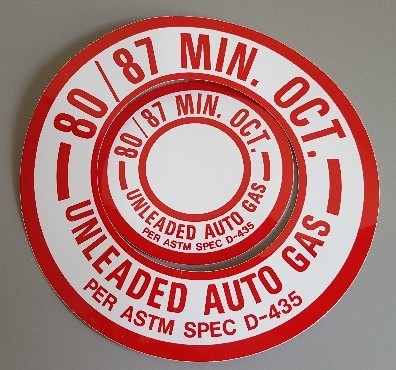 80/87 MIN. OCT.
UNLEADED AUTO GAS
PER ASTM SPEC D-435
80/87 MIN. OCT.
UNLEADED AUTO GAS
PER ASTM SPEC D-435